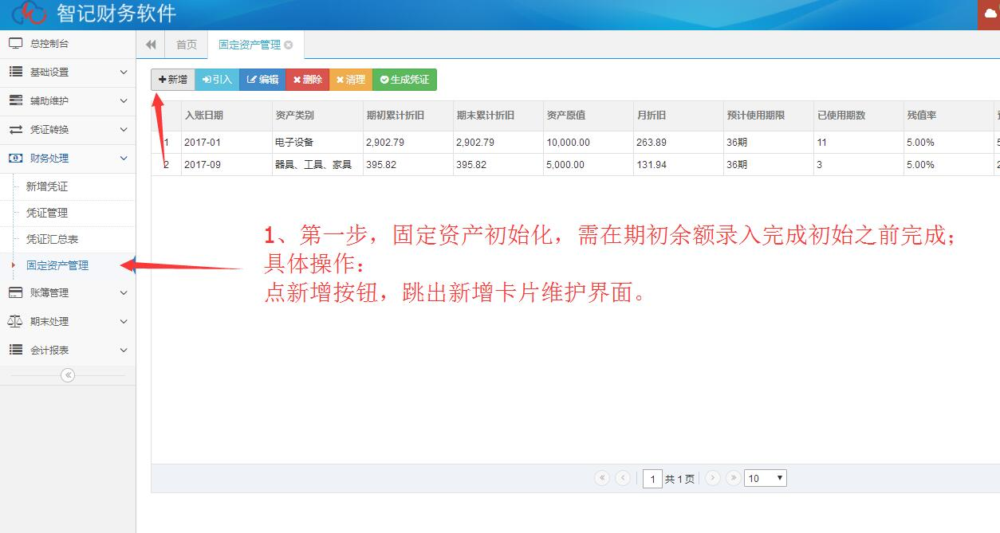 智记财务软件
总控制台
首页
固定资产管理
基础设置
新增 引入 编辑 删除 清理 生成凭证
辅助维护
入账日期 资产类别 期初累计折旧 期末累计折旧 资产原值 月折旧 预计使用期限 已使用期数 残值率
凭证转换
1 2017-01 电子设备 2,902.79 2,902.79 10,000.00 263.89 36期 11 5.00%
财务处理
2 2017-09 器具、工具、家具 395.82 395.82 5,000.00 131.94 36期 3 5.00%
新增凭证
凭证管理
凭证汇总表
固定资产管理
账簿管理
期末处理
会计报表
1、第一步，固定资产初始化，需在期初余额录入完成初始之前完成；
具体操作：
点新增按钮，跳出新增卡片维护界面。
1 共1页 10